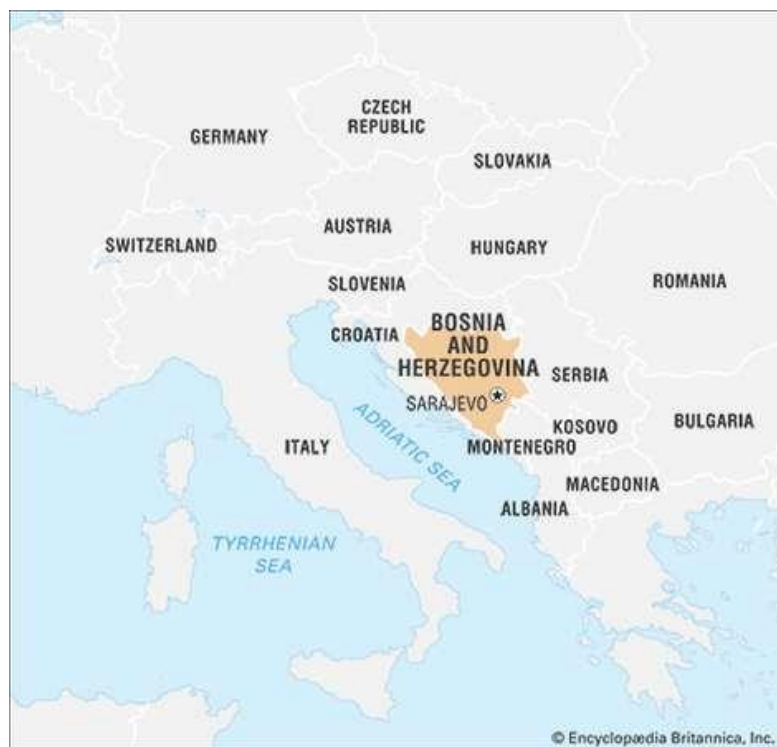 CZECH
REPUBLIC
GERMANY
SLOVAKIA
AUSTRIA
SWITZERLAND
HUNGARY
SLOVENIA
ROMANIA
CROATIA
BOSNIA
AND
HERZEGOVINA
SERBIA
SARAJEVO
ADRIATIC SEA
KOSOVO
BULGARIA
ITALY
MONTENEGRO
MACEDONIA
ALBANIA
TYRRHENIAN
SEA
© Encyclopædia Britannica, Inc.